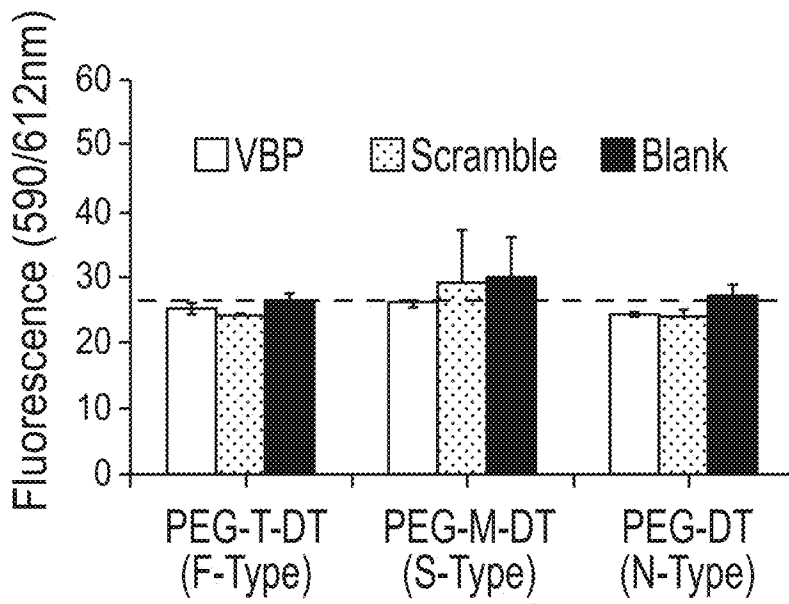 Fluorescence (590/612nm)
60
50
40
30
20
10
0
VBP Scramble Blank
PEG-T-DT PEG-M-DT PEG-DT
(F-Type) (S-Type) (N-Type)